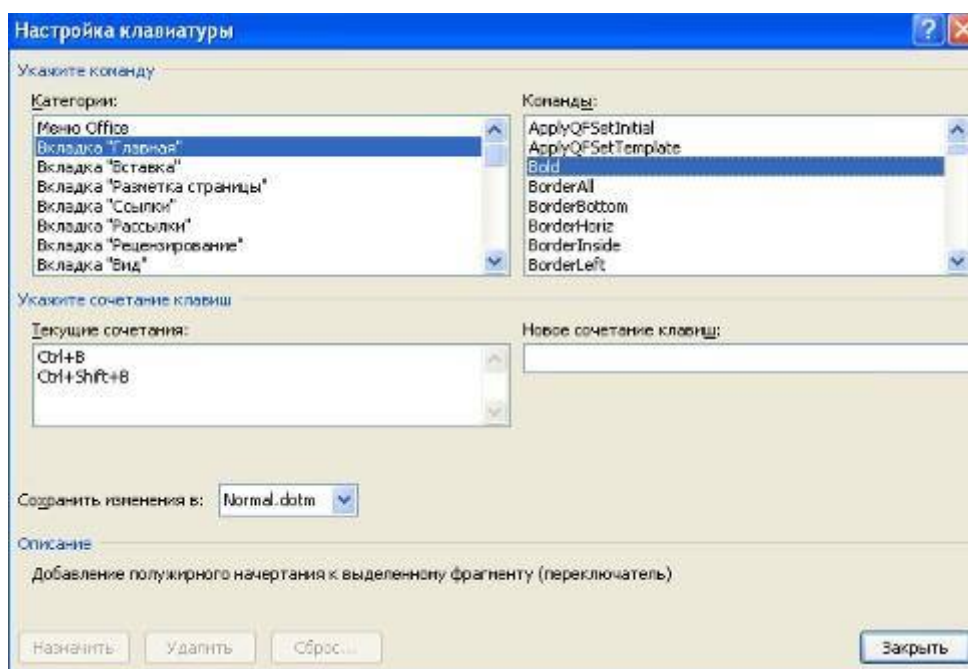 Настройка клавиатуры
Укажите команду
Категории:
Меню Office
Вкладка "Главная"
Вкладка "Вставка"
Вкладка "Разметка страницы"
Вкладка "Ссылки"
Вкладка "Рассылки"
Вкладка "Рецензирование"
Вкладка "Вид"
Команды:
ApplyQFSetInitial
ApplyQFSetTemplate
Bold
BorderAll
BorderBottom
BorderHoriz
BorderInside
BorderLeft
Укажите сочетание клавиш
Текущие сочетания:
Ctrl+B
Ctrl+Shift+B
Новое сочетание клавиш:
Сохранить изменения в: Normal.dotm
Описание
Добавление полужирного начертания к выделенному фрагменту (переключатель)
Назначить Удалить Сброс... Закрыть